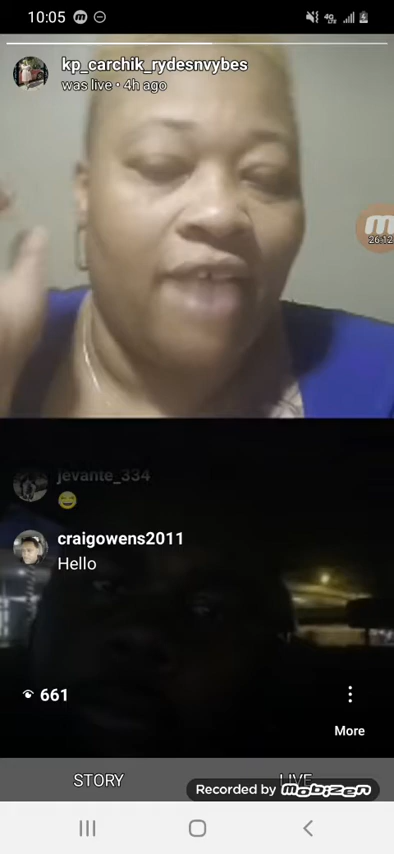 10:05
kp_carchik_rydesnvybes
was live • 4h ago
26:12
jevante_334
craigowens2011
Hello
661
More
STORY
LIVE
Recorded by mobizen